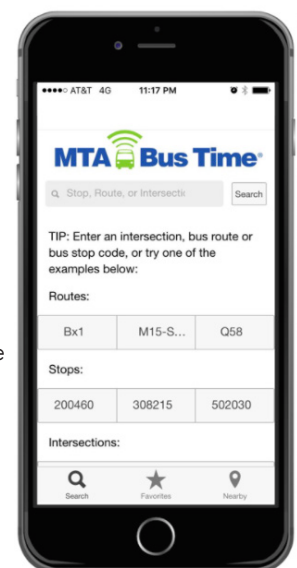 AT&T 4G 11:17 PM
MTA Bus Time®
Stop, Route, or Intersectic
Search
TIP: Enter an intersection, bus route or
bus stop code, or try one of the
examples below:
Routes:
Bx1 M15-S... Q58
Stops:
e
200460 308215 502030
Intersections:
Search Favorites Nearby